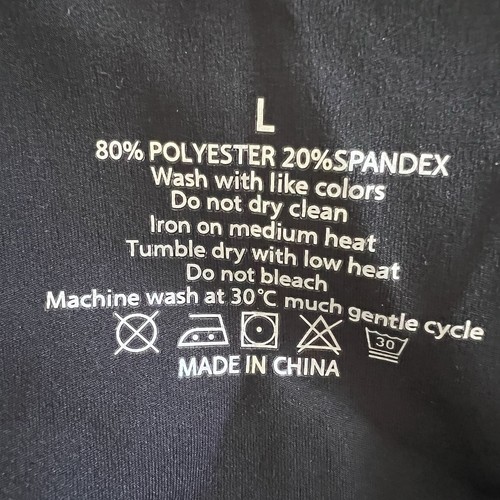 L
80% POLYESTER 20%SPANDEX
Wash with like colors
Do not dry clean
Iron on medium heat
Tumble dry with low heat
Do not bleach
Machine wash at 30°C much gentle cycle
30
MADE IN CHINA